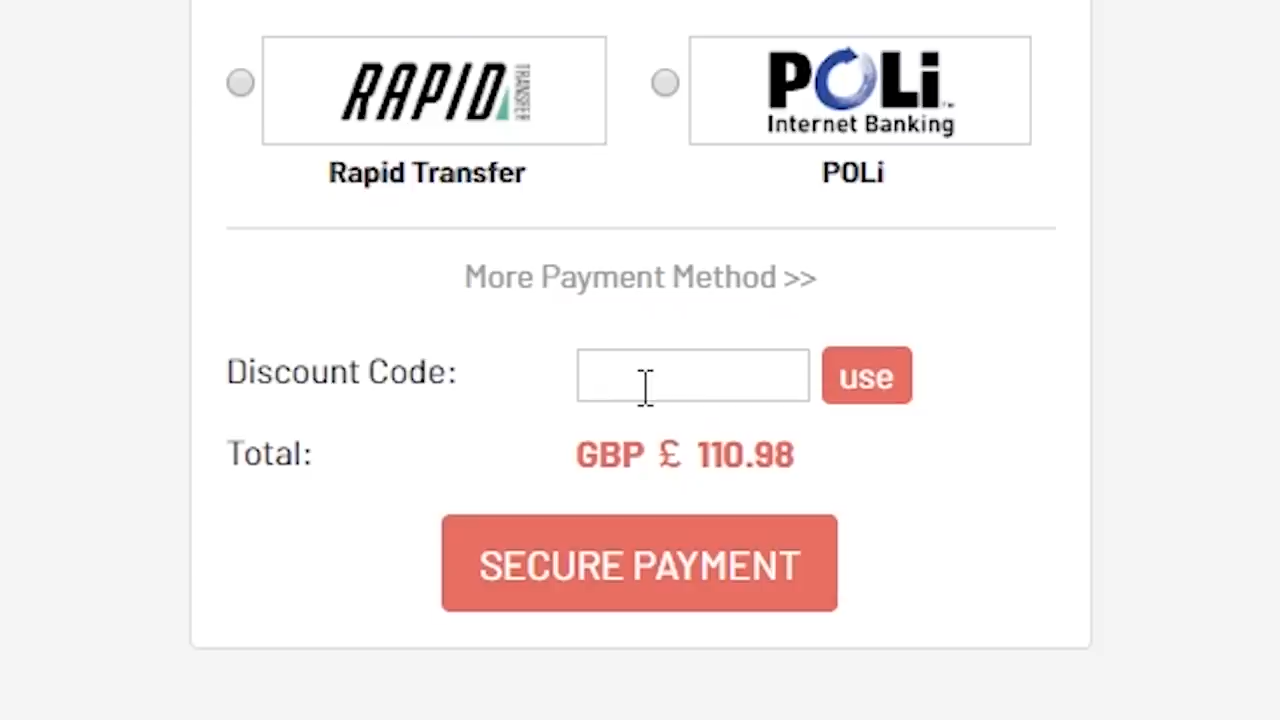 RAPID TRANSFER
POLi™
Internet Banking
Rapid Transfer
POLi
More Payment Method >>
Discount Code:
use
Total:
GBP £ 110.98
SECURE PAYMENT